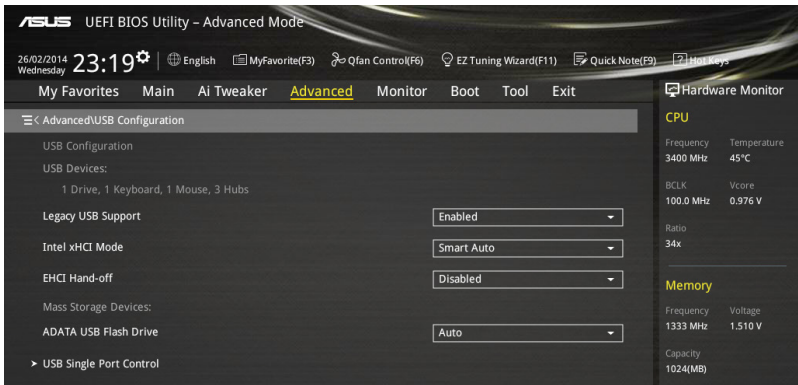 ASUS UEFI BIOS Utility – Advanced Mode
26/02/2014
Wednesday
23:19
English
MyFavorite(F3)
Qfan Control(F6)
EZ Tuning Wizard(F11)
Quick Note(F9)
? Hot Keys
My Favorites
Main
Ai Tweaker
Advanced
Monitor
Boot
Tool
Exit
Hardware Monitor
< Advanced\USB Configuration
USB Configuration
USB Devices:
1 Drive, 1 Keyboard, 1 Mouse, 3 Hubs
Legacy USB Support Enabled
Intel xHCI Mode Smart Auto
EHCI Hand-off Disabled
Mass Storage Devices:
ADATA USB Flash Drive Auto
> USB Single Port Control
CPU
Frequency Temperature
3400 MHz 45°C
BCLK Vcore
100.0 MHz 0.976 V
Ratio
34x
Memory
Frequency Voltage
1333 MHz 1.510 V
Capacity
1024(MB)